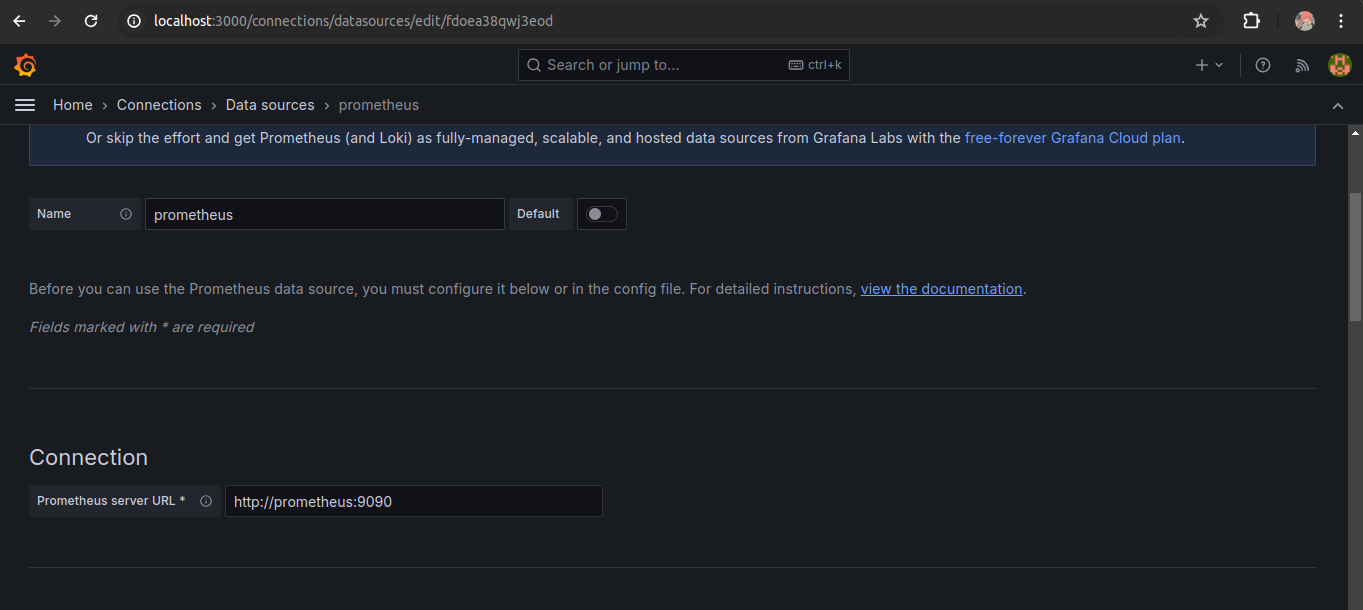 localhost:3000/connections/datasources/edit/fdoea38qwj3eod
Search or jump to... ctrl+k
Home › Connections › Data sources › prometheus
Or skip the effort and get Prometheus (and Loki) as fully-managed, scalable, and hosted data sources from Grafana Labs with the free-forever Grafana Cloud plan.
Name prometheus Default
Before you can use the Prometheus data source, you must configure it below or in the config file. For detailed instructions, view the documentation.
Fields marked with * are required
Connection
Prometheus server URL * http://prometheus:9090